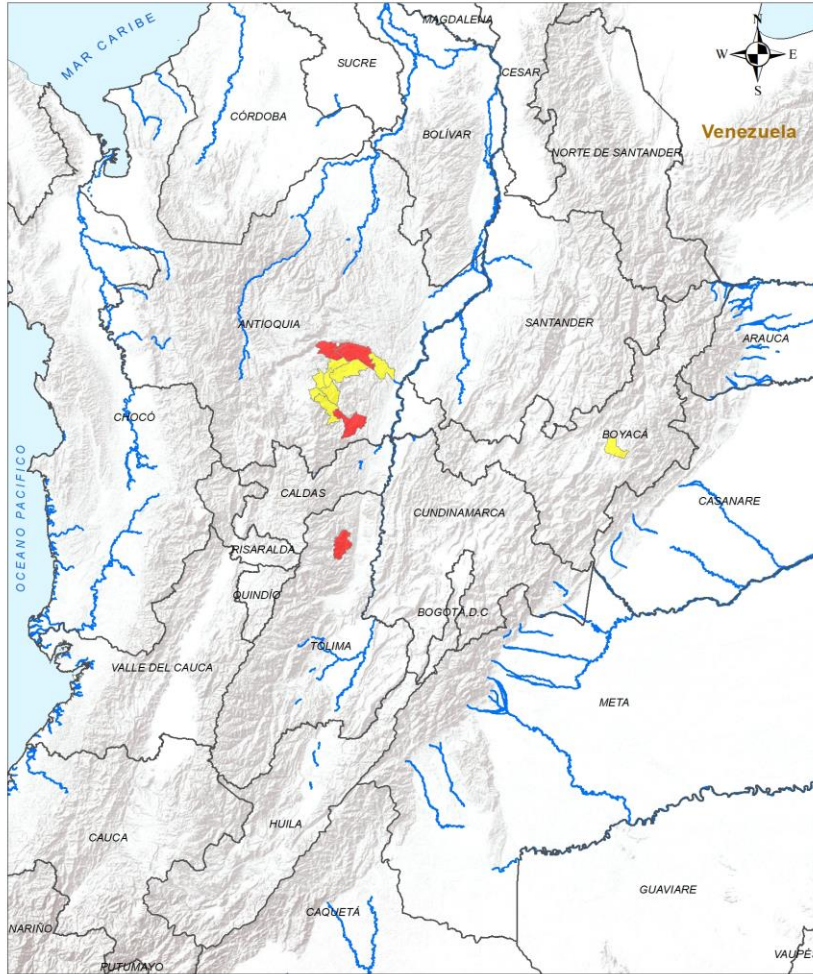 MAGDALENA
N
MAR CARIBE
W
E
SUCRE
CESAR
S
CÓRDOBA
BOLÍVAR
Venezuela
NORTE DE SANTANDER
ANTIOQUIA
SANTANDER
ARAUCA
CHOCÓ
BOYACÁ
OCEANO PACIFICO
CALDAS
CASANARE
CUNDINAMARCA
RISARALDA
QUINDÍO
BOGOTÁ,D.C
TOLIMA
VALLE DEL CAUCA
META
HUILA
CAUCA
GUAVIARE
CAQUETÁ
NARIÑO
PUTUMAYO
VAUPÉS